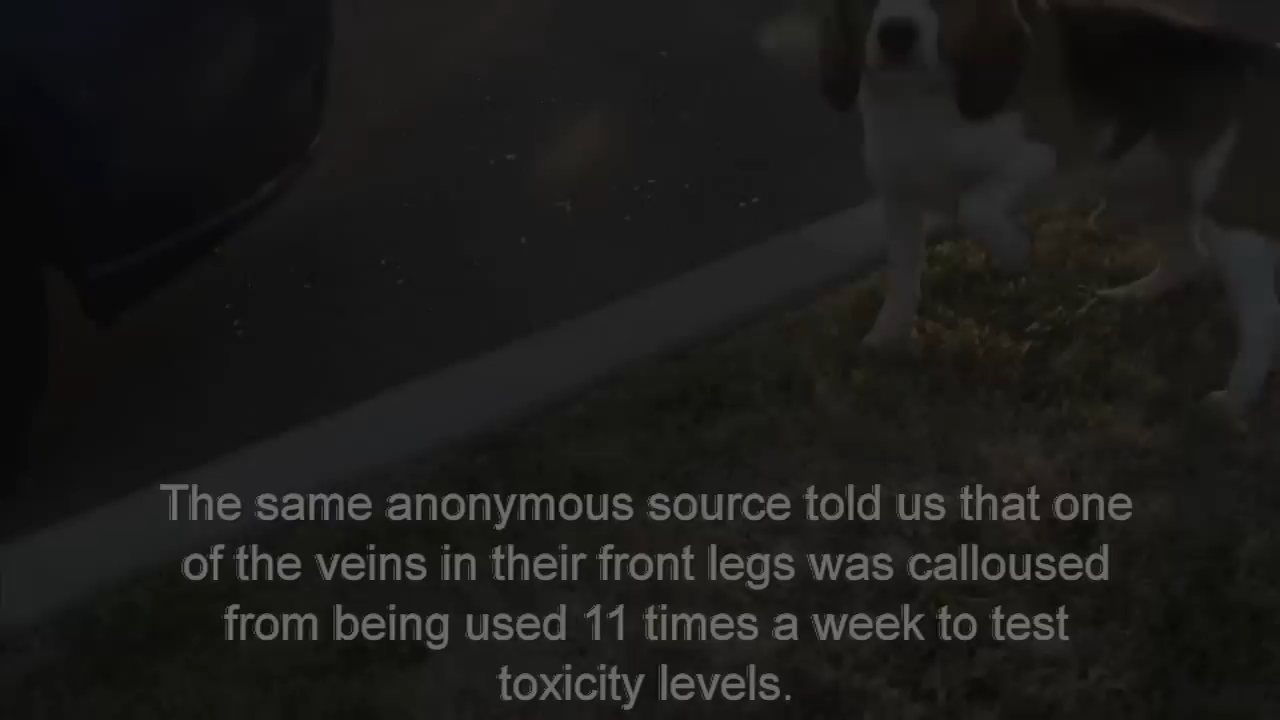 The same anonymous source told us that one
of the veins in their front legs was calloused
from being used 11 times a week to test
toxicity levels.